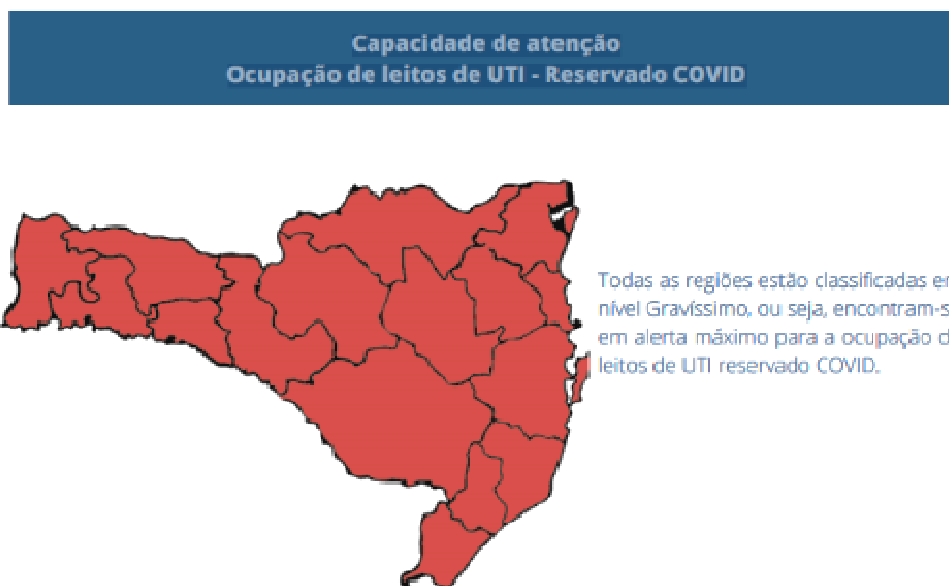 Capacidade de atenção
Ocupação de leitos de UTI - Reservado COVID
Todas as regiões estão classificadas e
nível Gravíssimo, ou seja, encontram-s
em alerta máximo para a ocupação d
leitos de UTI reservado COVID.